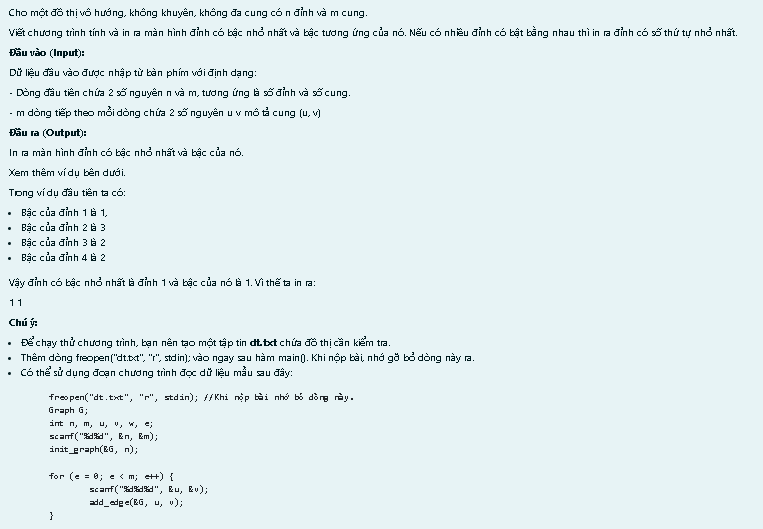 Cho một đồ thị vô hướng, không khuyên, không đa cung có n đỉnh và m cung.
Viết chương trình tính và in ra màn hình đỉnh có bậc nhỏ nhất và bậc tương ứng của nó. Nếu có nhiều đỉnh có bật bằng nhau thì in ra đỉnh có số thứ tự nhỏ nhất.
Đầu vào (Input):
Dữ liệu đầu vào được nhập từ bàn phím với định dạng:
- Dòng đầu tiên chứa 2 số nguyên n và m, tương ứng là số đỉnh và số cung.
- m dòng tiếp theo mỗi dòng chứa 2 số nguyên u v mô tả cung (u, v)
Đầu ra (Output):
In ra màn hình đỉnh có bậc nhỏ nhất và bậc của nó.
Xem thêm ví dụ bên dưới.
Trong ví dụ đầu tiên ta có:
• Bậc của đỉnh 1 là 1,
• Bậc của đỉnh 2 là 3
• Bậc của đỉnh 3 là 2
• Bậc của đỉnh 4 là 2
Vậy đỉnh có bậc nhỏ nhất là đỉnh 1 và bậc của nó là 1. Vì thế ta in ra:
1 1
Chú ý:
• Để chạy thử chương trình, bạn nên tạo một tập tin dt.txt chứa đồ thị cần kiểm tra.
• Thêm dòng freopen("dt.txt", "r", stdin); vào ngay sau hàm main(). Khi nộp bài, nhớ gỡ bỏ dòng này ra.
• Có thể sử dụng đoạn chương trình đọc dữ liệu mẫu sau đây:
freopen("dt.txt", "r", stdin); //Khi nộp bài nhớ bỏ dòng này.
Graph G;
int n, m, u, v, w, e;
scanf("%d%d", &n, &m);
init_graph(&G, n);
for (e = 0; e < m; e++) {
scanf("%d%d%d", &u, &v);
add_edge(&G, u, v);
}